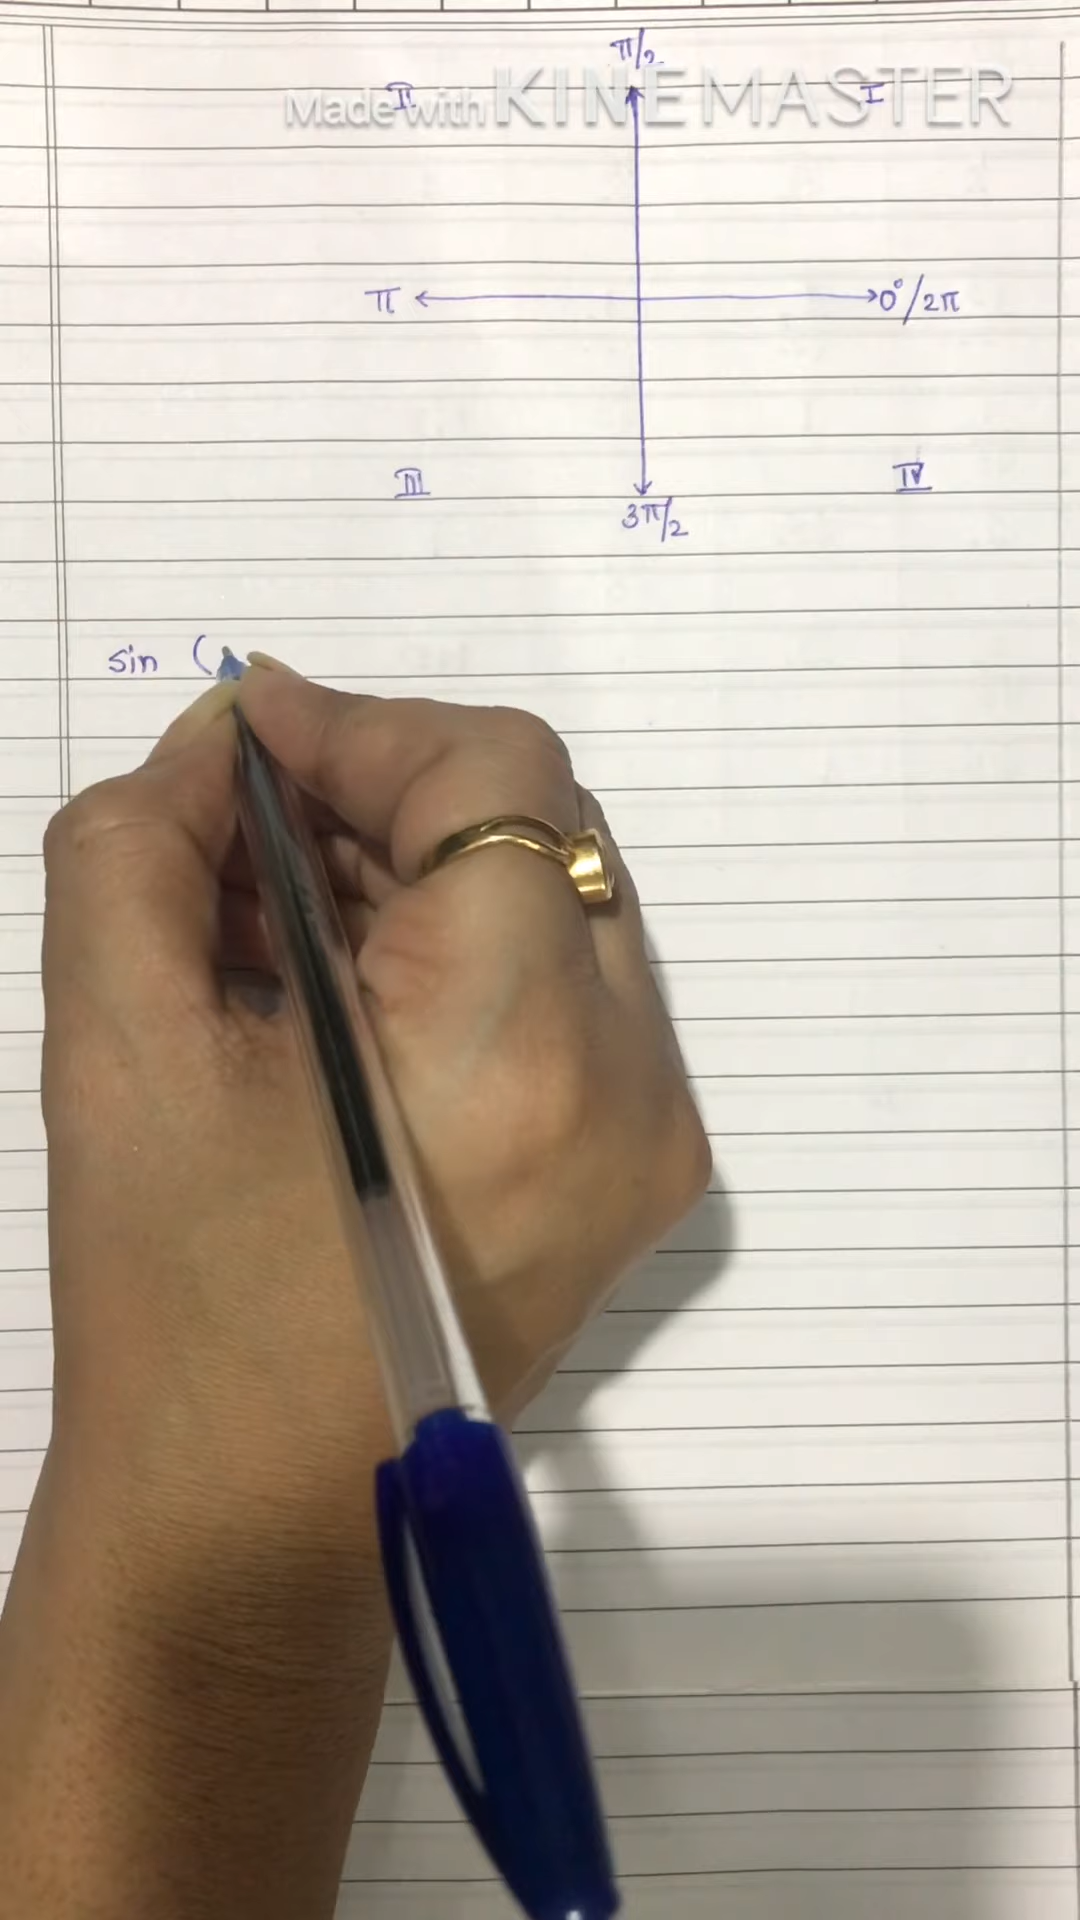 π/2
II I
Made with KINEMASTER
π 0°/2π
III IV
3π/2
sin (